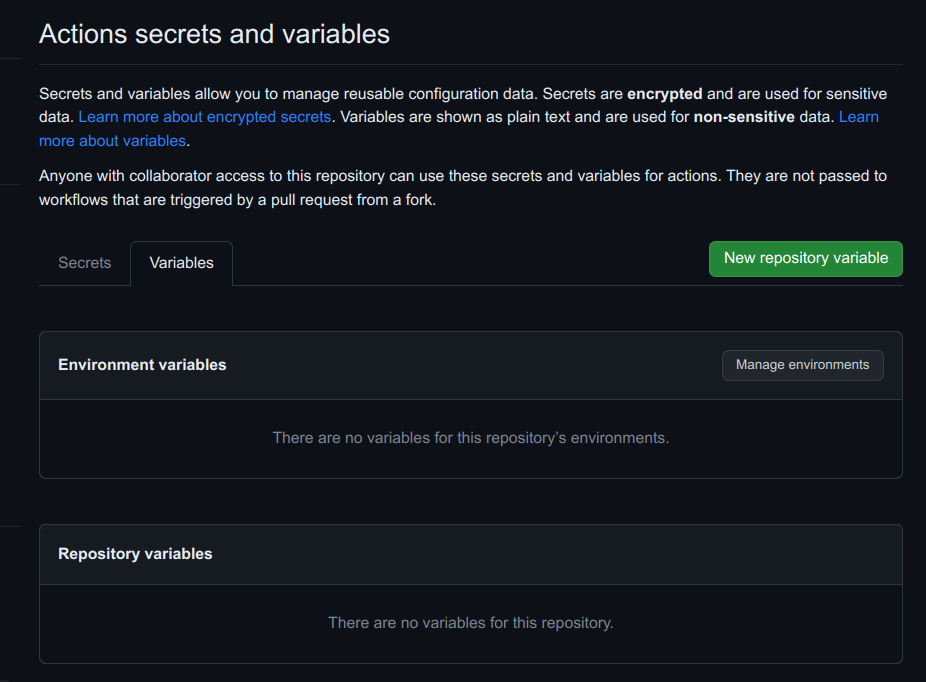 Actions secrets and variables
Secrets and variables allow you to manage reusable configuration data. Secrets are encrypted and are used for sensitive
data. Learn more about encrypted secrets. Variables are shown as plain text and are used for non-sensitive data. Learn
more about variables.
Anyone with collaborator access to this repository can use these secrets and variables for actions. They are not passed to
workflows that are triggered by a pull request from a fork.
Secrets Variables New repository variable
Environment variables Manage environments
There are no variables for this repository's environments.
Repository variables
There are no variables for this repository.